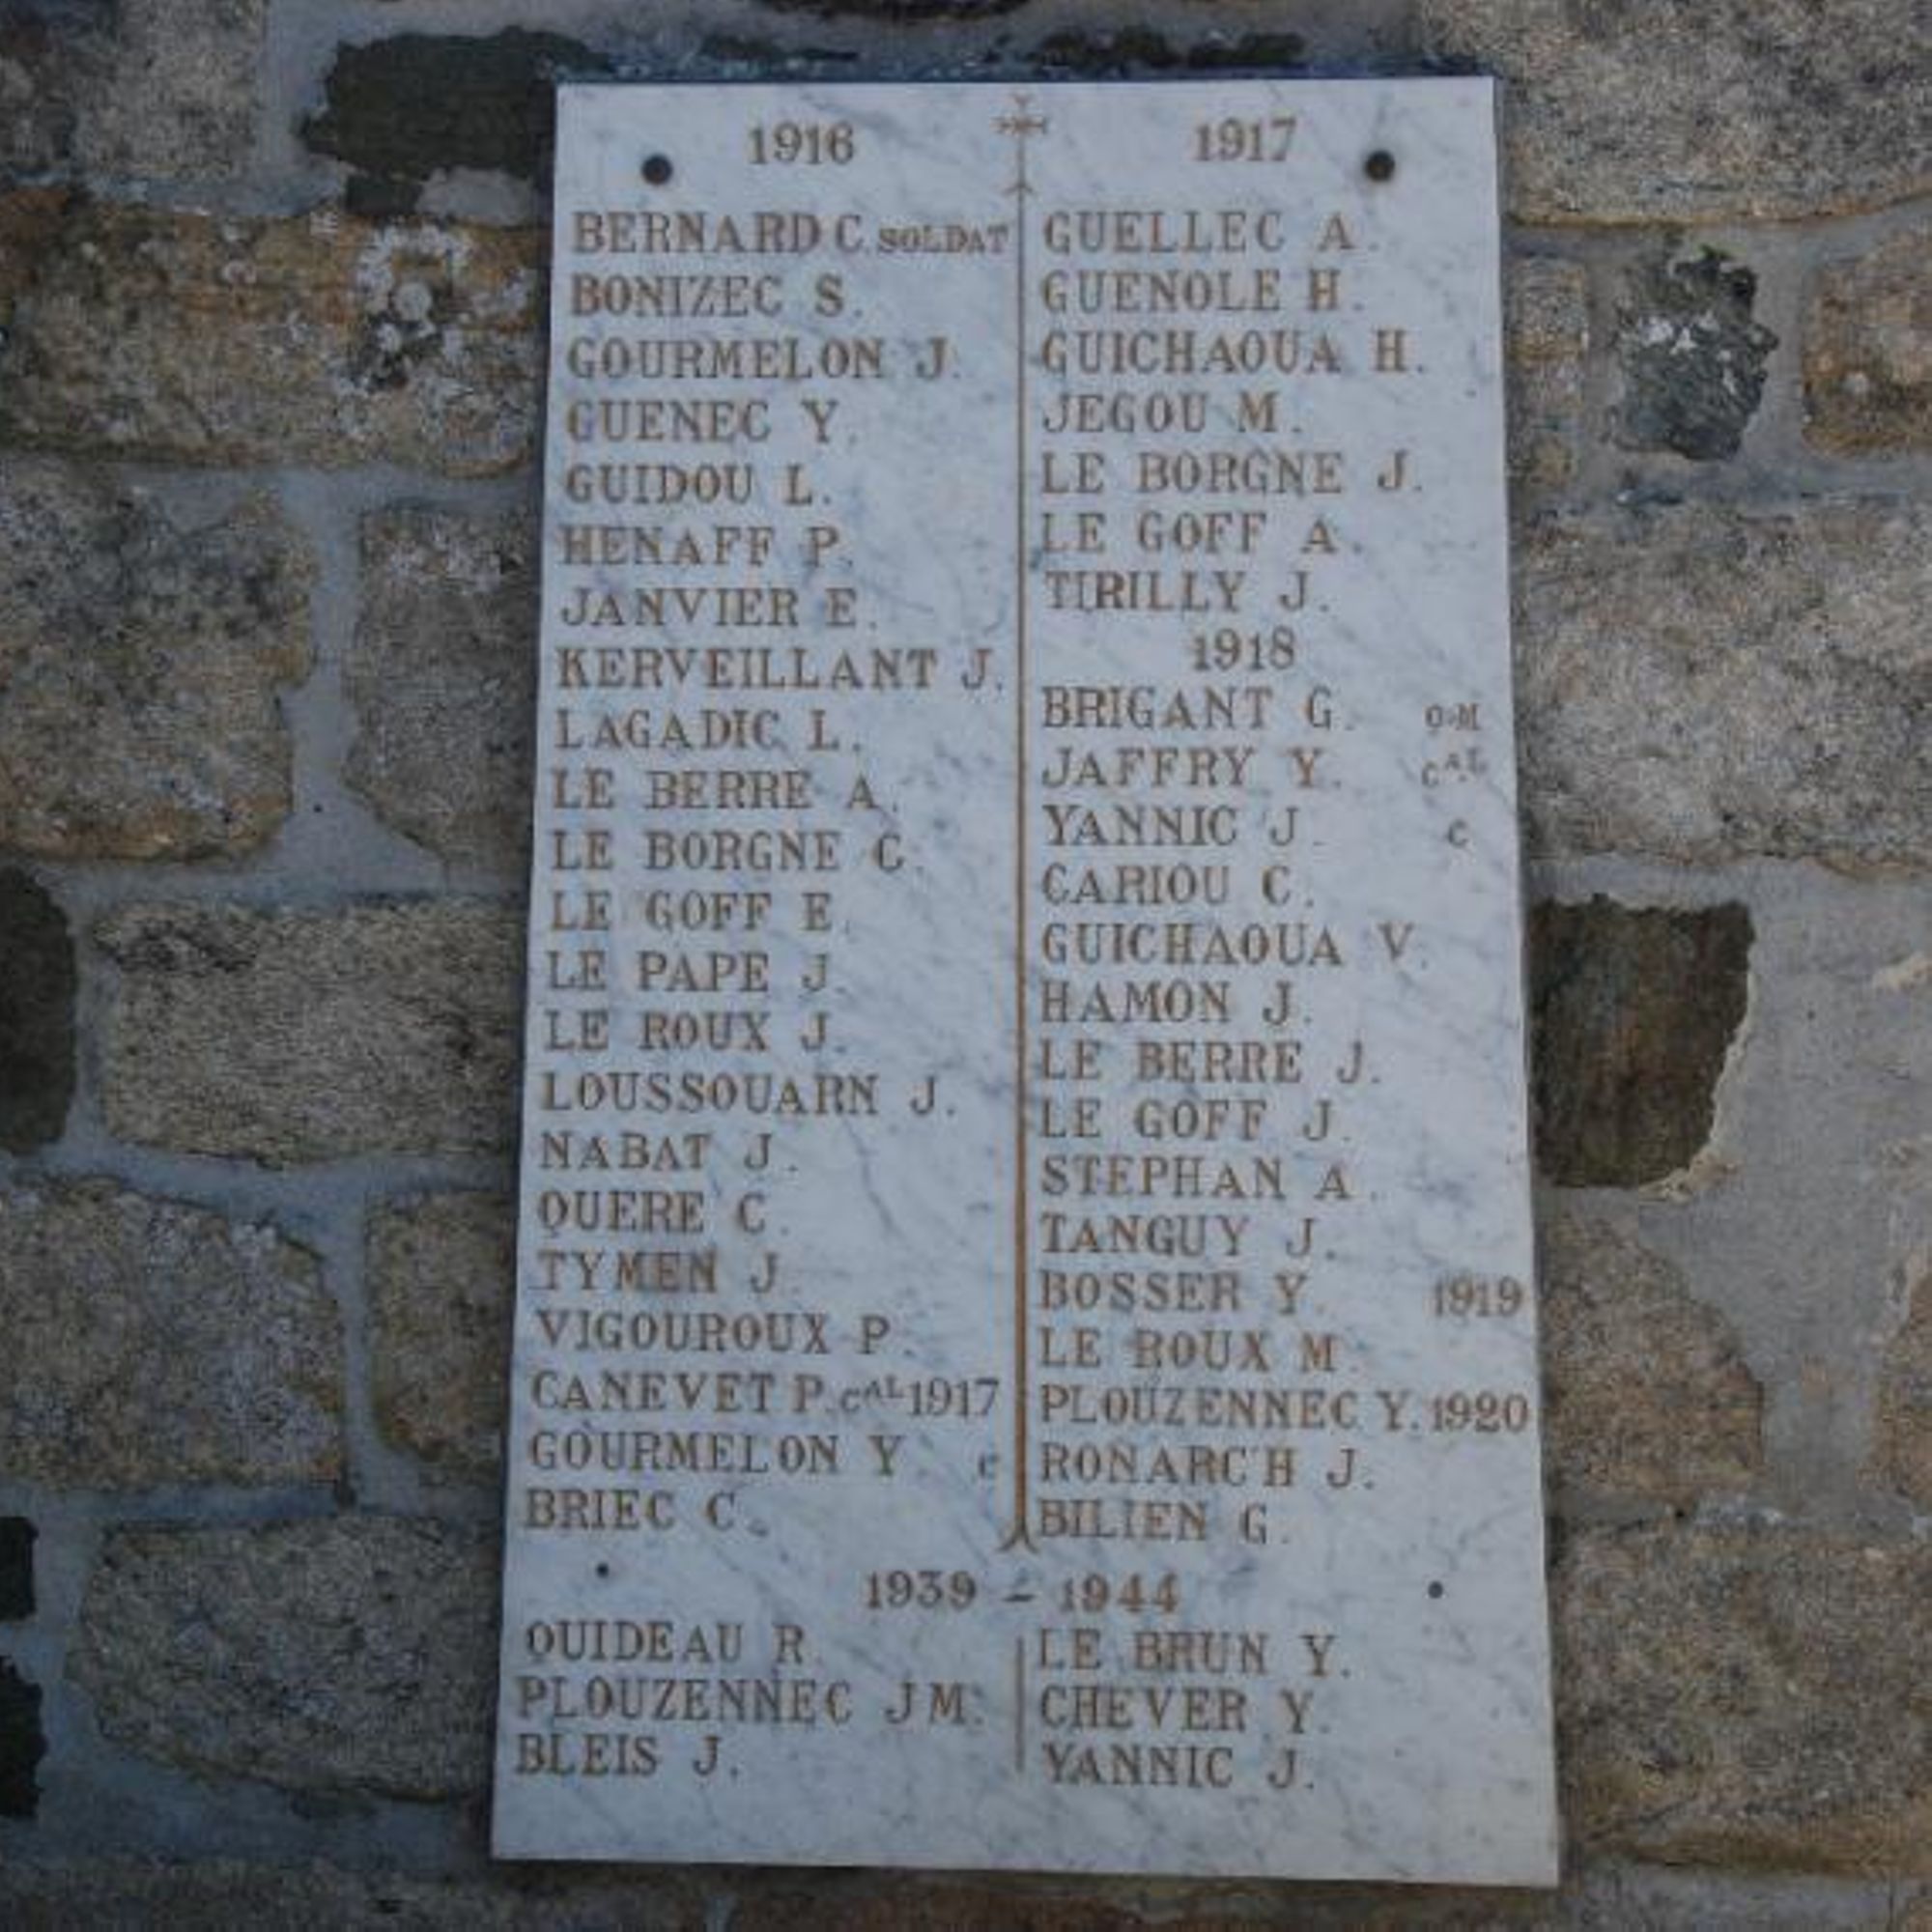 1916
BERNARD C. SOLDAT
BONIZEC S.
GOURMELON J.
GUENEC Y.
GUIDOU L.
HENAFF P.
JANVIER E.
KERVEILLANT J.
LAGADIC L.
LE BERRE A.
LE BORGNE C.
LE GOFF E.
LE PAPE J.
LE ROUX J.
LOUSSOUARN J.
NABAT J.
QUERE C.
TYMEN J.
VIGOUROUX P.
CANEVET P. CAL 1917
GOURMELON Y. C
BRIEC C.
1917
GUELLEC A.
GUENOLE H.
GUICHAOUA H.
JEGOU M.
LE BORGNE J.
LE GOFF A.
TIRILLY J.
1918
BRIGANT G. Q-M
JAFFRY Y. CAL
YANNIC J. C
CARIOU C.
GUICHAOUA V.
HAMON J.
LE BERRE J.
LE GOFF J.
STEPHAN A.
TANGUY J.
BOSSER Y. 1919
LE ROUX M.
PLOUZENNEC Y. 1920
RONARC'H J.
BILIEN G.
1939 - 1944
QUIDEAU R.
PLOUZENNEC JM.
BLEIS J.
LE BRUN Y.
CHEVER Y.
YANNIC J.